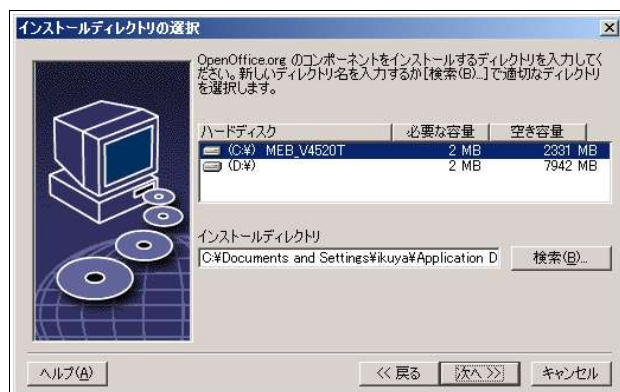 インストールディレクトリの選択
OpenOffice.org のコンポーネントをインストールするディレクトリを入力してく
ださい。新しいディレクトリ名を入力するか[検索(B)...]で適切なディレクトリ
を選択します。
ハードディスク 必要な容量 空き容量
(C:¥) MEB_V4520T 2 MB 2331 MB
(D:¥) 2 MB 7942 MB
インストールディレクトリ
C:¥Documents and Settings¥ikuya¥Application D 検索(B)...
ヘルプ(A) << 戻る 次へ >> キャンセル